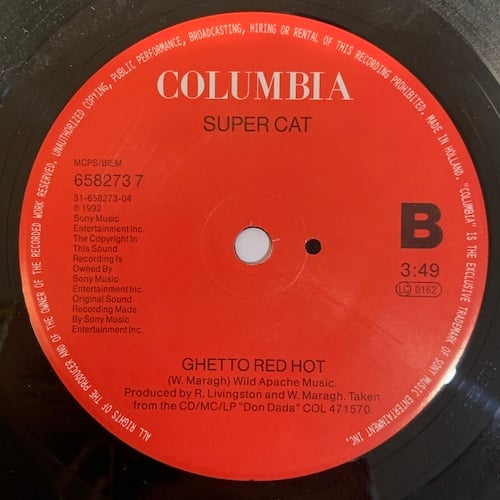 ALL RIGHTS OF THE PRODUCER AND OF THE OWNER OF THE RECORDED WORK RESERVED. UNAUTHORIZED COPYING, PUBLIC PERFORMANCE, BROADCASTING, HIRING OR RENTAL OF THIS RECORDING PROHIBITED. MADE IN HOLLAND. "COLUMBIA" IS THE EXCLUSIVE TRADEMARK OF SONY MUSIC ENTERTAINMENT INC.
COLUMBIA
SUPER CAT
MCPS/BIEM
658273 7
31-658273-04
℗ 1992
Sony Music
Entertainment Inc.
The Copyright In
This Sound
Recording Is
Owned By
Sony Music
Entertainment Inc.
Original Sound
Recording Made
By Sony Music
Entertainment Inc.
B
3:49
LC 0162
GHETTO RED HOT
(W. Maragh) Wild Apache Music.
Produced by R. Livingston and W. Maragh. Taken
from the CD/MC/LP "Don Dada" COL 471570.